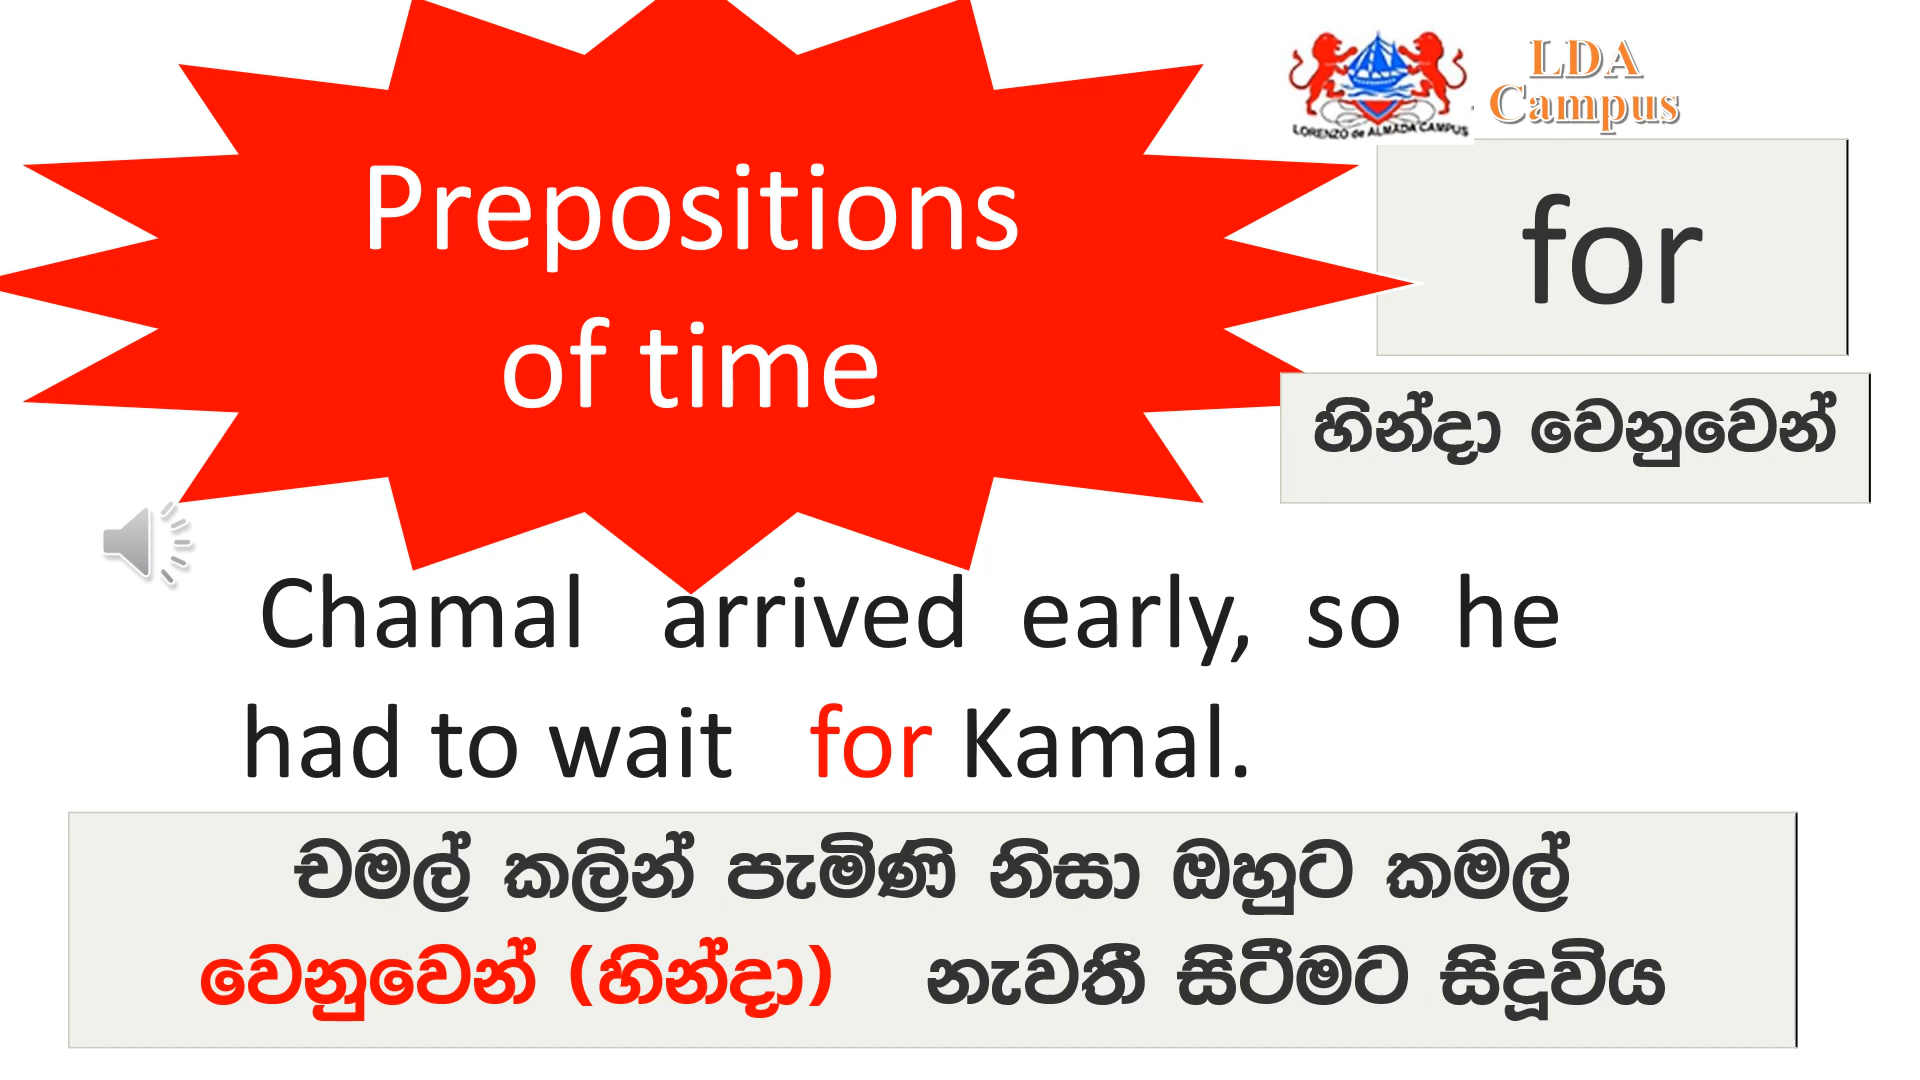 LDA
Campus
LORENZO de ALMADA CAMPUS
Prepositions
of time
for
හින්දා වෙනුවෙන්
Chamal arrived early, so he
had to wait for Kamal.
චමල් කලින් පැමිණි නිසා ඔහුට කමල්
වෙනුවෙන් (හින්දා) නැවතී සිටීමට සිදූවිය